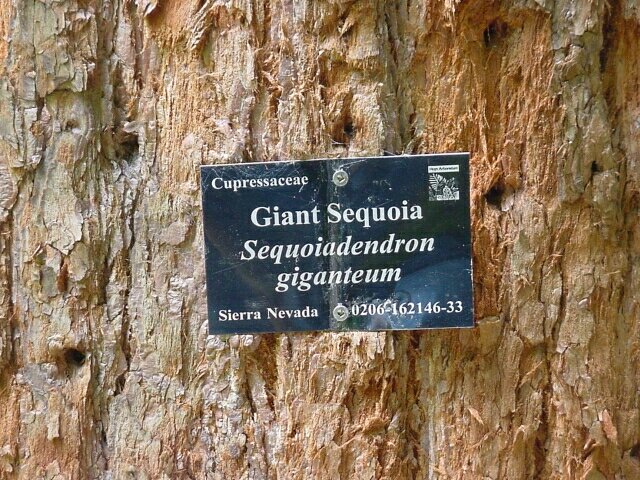 Cupressaceae
Giant Sequoia
Sequoiadendron
giganteum
Sierra Nevada 0206-162146-33